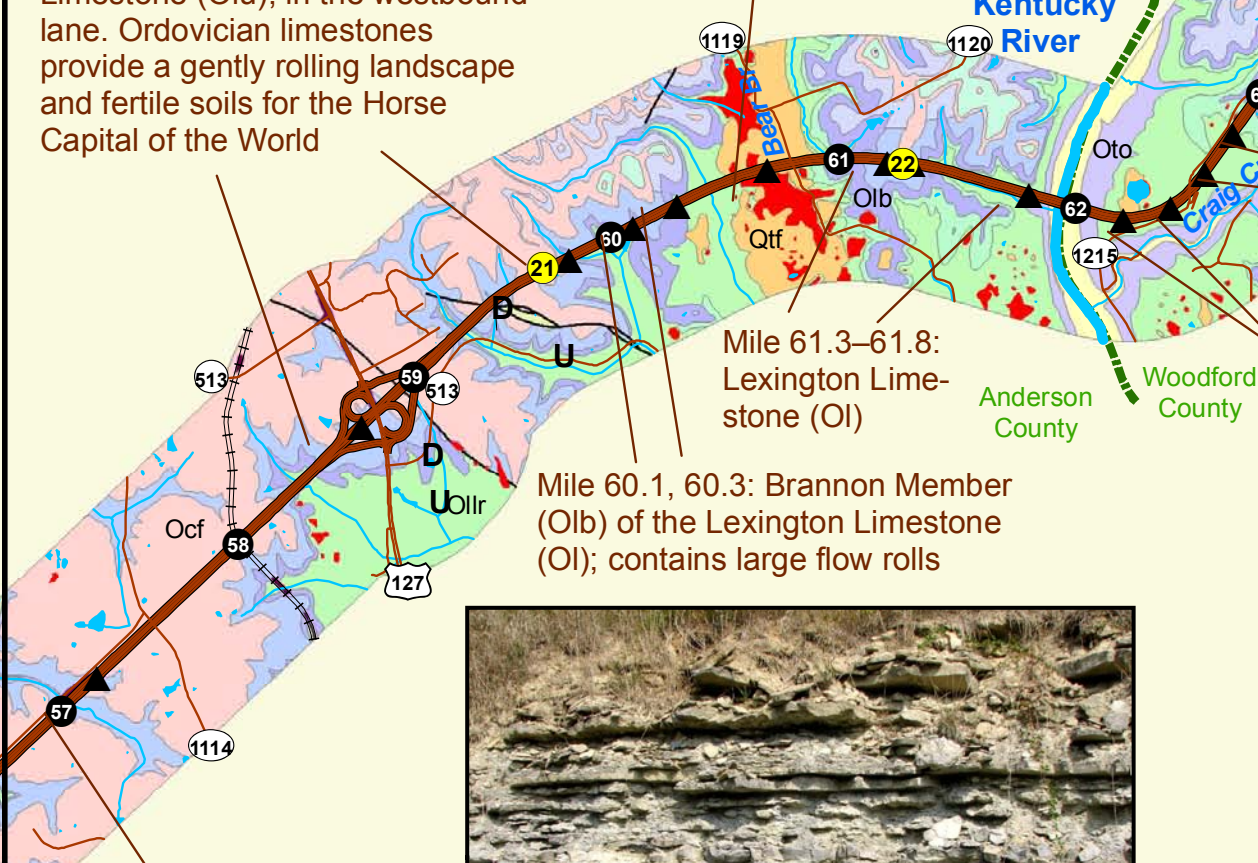 Limestone (Olu), in the westbound
lane. Ordovician limestones
provide a gently rolling landscape
and fertile soils for the Horse
Capital of the World
Kentucky
River
1119
1120
Bear Br.
61
22
Oto
Olb
62
Craig C
60
Qtf
1215
21
D
U
Mile 61.3–61.8:
Lexington Lime-
stone (Ol)
Anderson
County
Woodford
County
513
59
513
D
U
Ollr
Mile 60.1, 60.3: Brannon Member
(Olb) of the Lexington Limestone
(Ol); contains large flow rolls
Ocf
58
127
57
1114